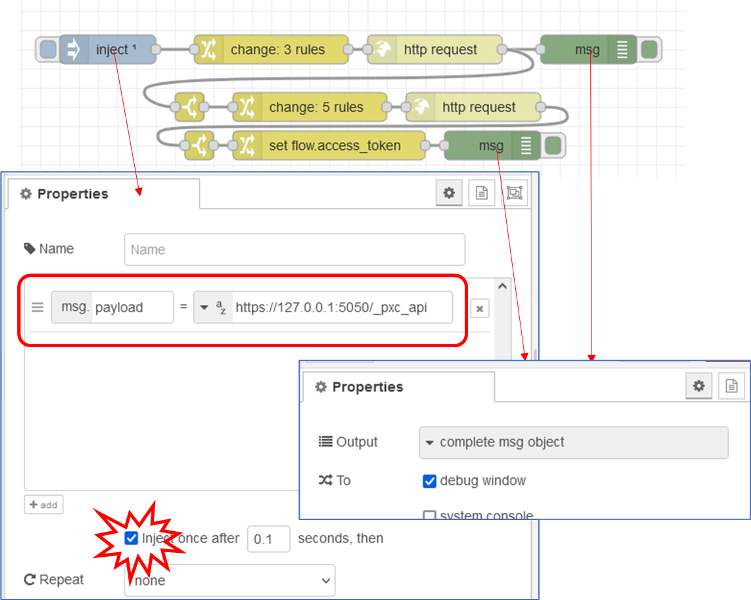 inject ¹
change: 3 rules
http request
msg
change: 5 rules
http request
set flow.access_token
msg
Properties
Name
Name
msg. payload = az https://127.0.0.1:5050/_pxc_api
add
Inject once after 0.1 seconds, then
Repeat none
Properties
Output complete msg object
To debug window
system console